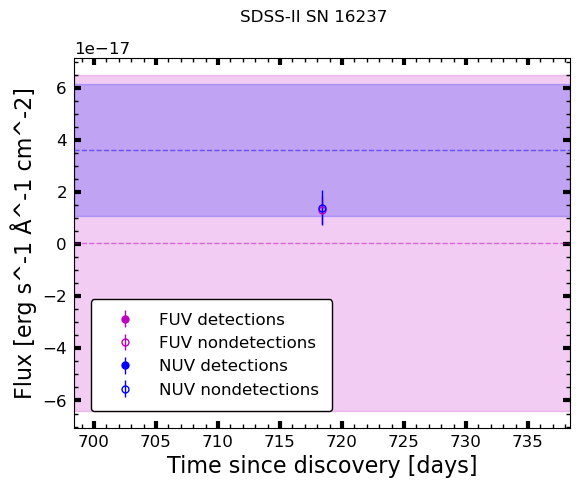 SDSS-II SN 16237
1e−17
Flux [erg s^-1 Å^-1 cm^-2]
6
4
2
0
−2
−4
−6
FUV detections
FUV nondetections
NUV detections
NUV nondetections
700 705 710 715 720 725 730 735
Time since discovery [days]